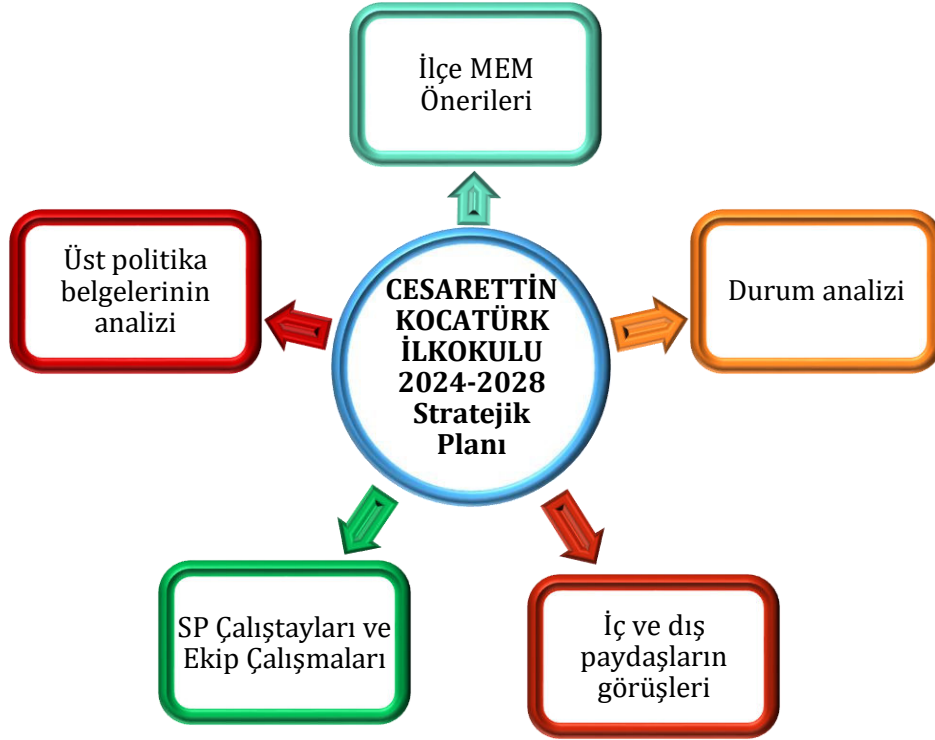 İlçe MEM
Önerileri
Üst politika
belgelerinin
analizi
CESARETTİN
KOCATÜRK
İLKOKULU
2024-2028
Stratejik
Planı
Durum analizi
SP Çalıştayları ve
Ekip Çalışmaları
İç ve dış
paydaşların
görüşleri